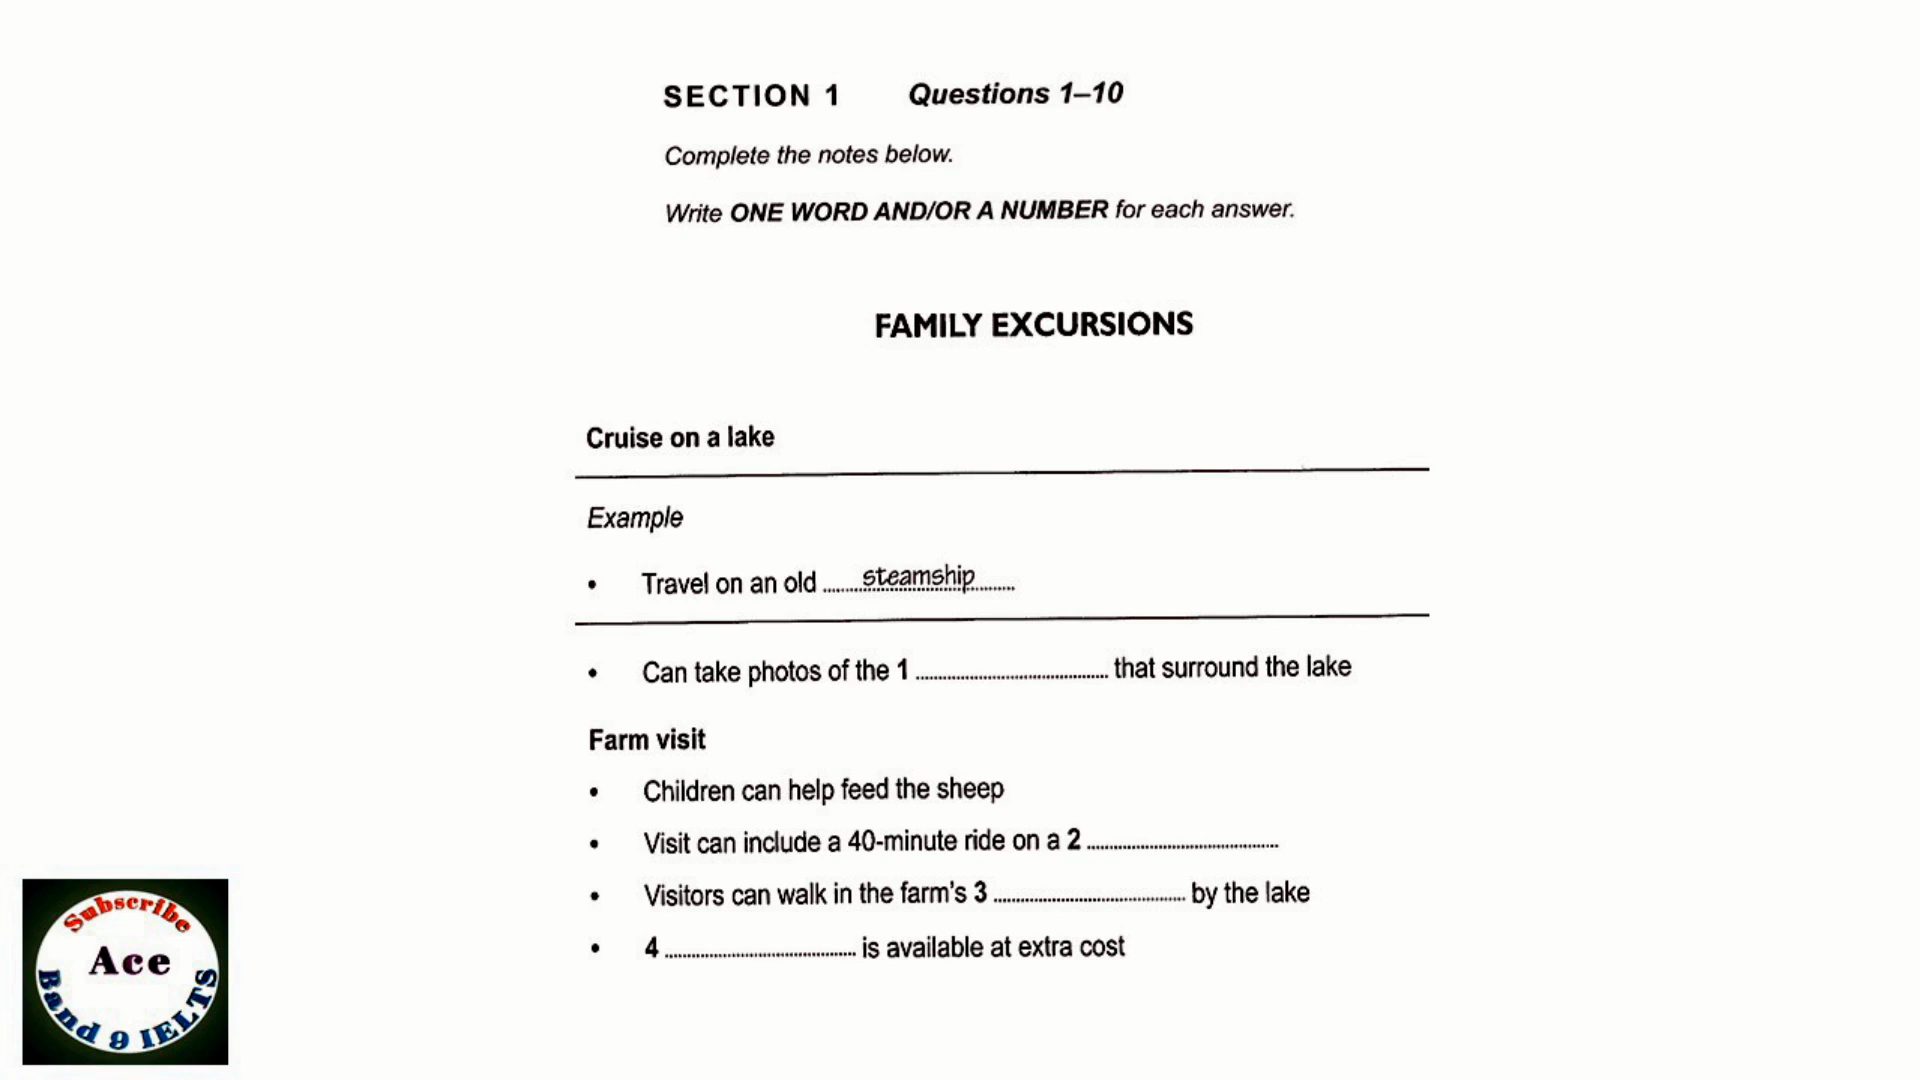 SECTION 1 Questions 1–10
Complete the notes below.
Write ONE WORD AND/OR A NUMBER for each answer.
FAMILY EXCURSIONS
Cruise on a lake
Example
• Travel on an old ........steamship........
• Can take photos of the 1 ........................ that surround the lake
Farm visit
• Children can help feed the sheep
• Visit can include a 40-minute ride on a 2 ........................
• Visitors can walk in the farm's 3 ........................ by the lake
• 4 ........................ is available at extra cost
Subscribe
Ace
Band 9 IELTS